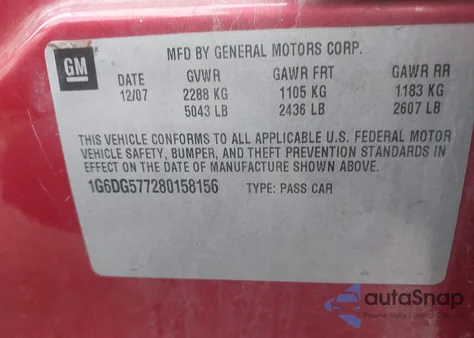 MFD BY GENERAL MOTORS CORP.
GM
DATE GVWR GAWR FRT GAWR RR
12/07 2288 KG 1105 KG 1183 KG
5043 LB 2436 LB 2607 LB
THIS VEHICLE CONFORMS TO ALL APPLICABLE U.S. FEDERAL MOTOR
VEHICLE SAFETY, BUMPER, AND THEFT PREVENTION STANDARDS IN
EFFECT ON THE DATE OF MANUFACTURE SHOWN ABOVE.
1G6DG577280158156 TYPE: PASS CAR
autoSnap